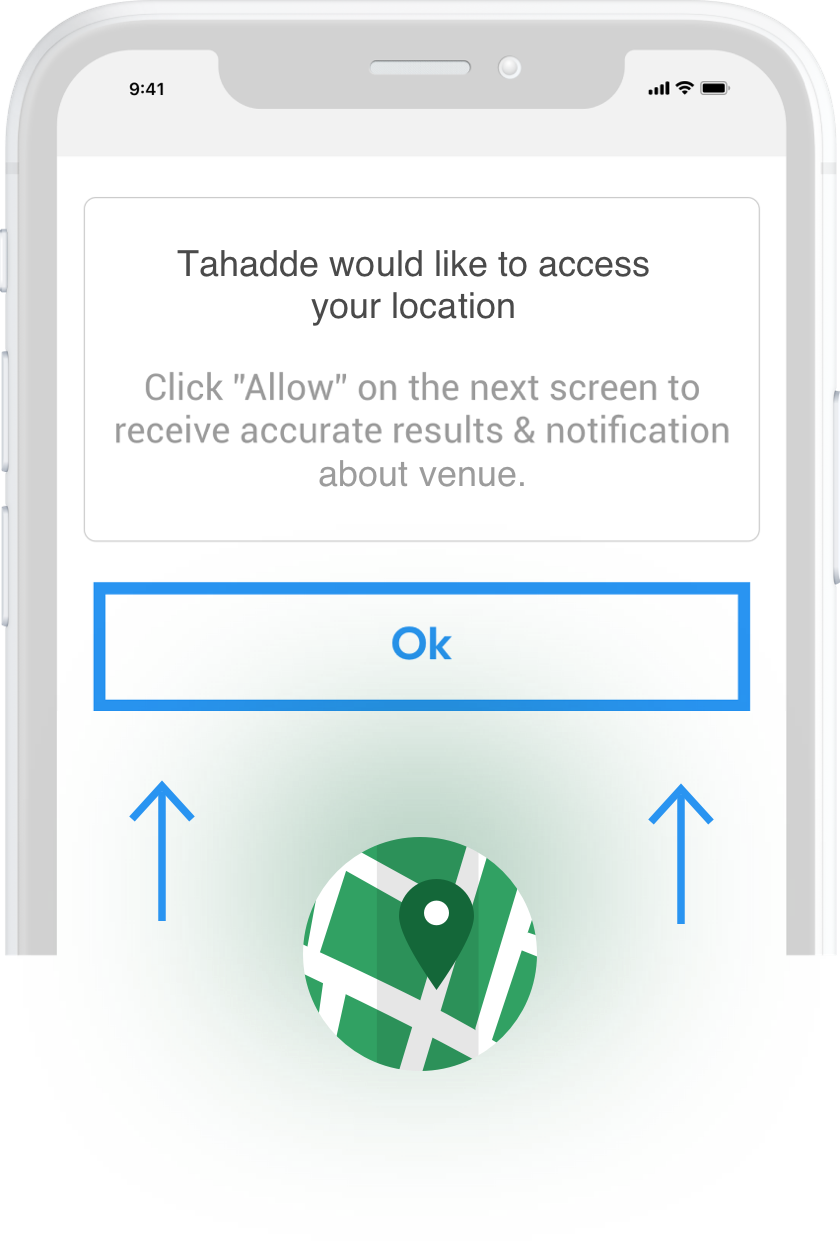 9:41
Tahadde would like to access
your location
Click "Allow" on the next screen to
receive accurate results & notification
about venue.
Ok